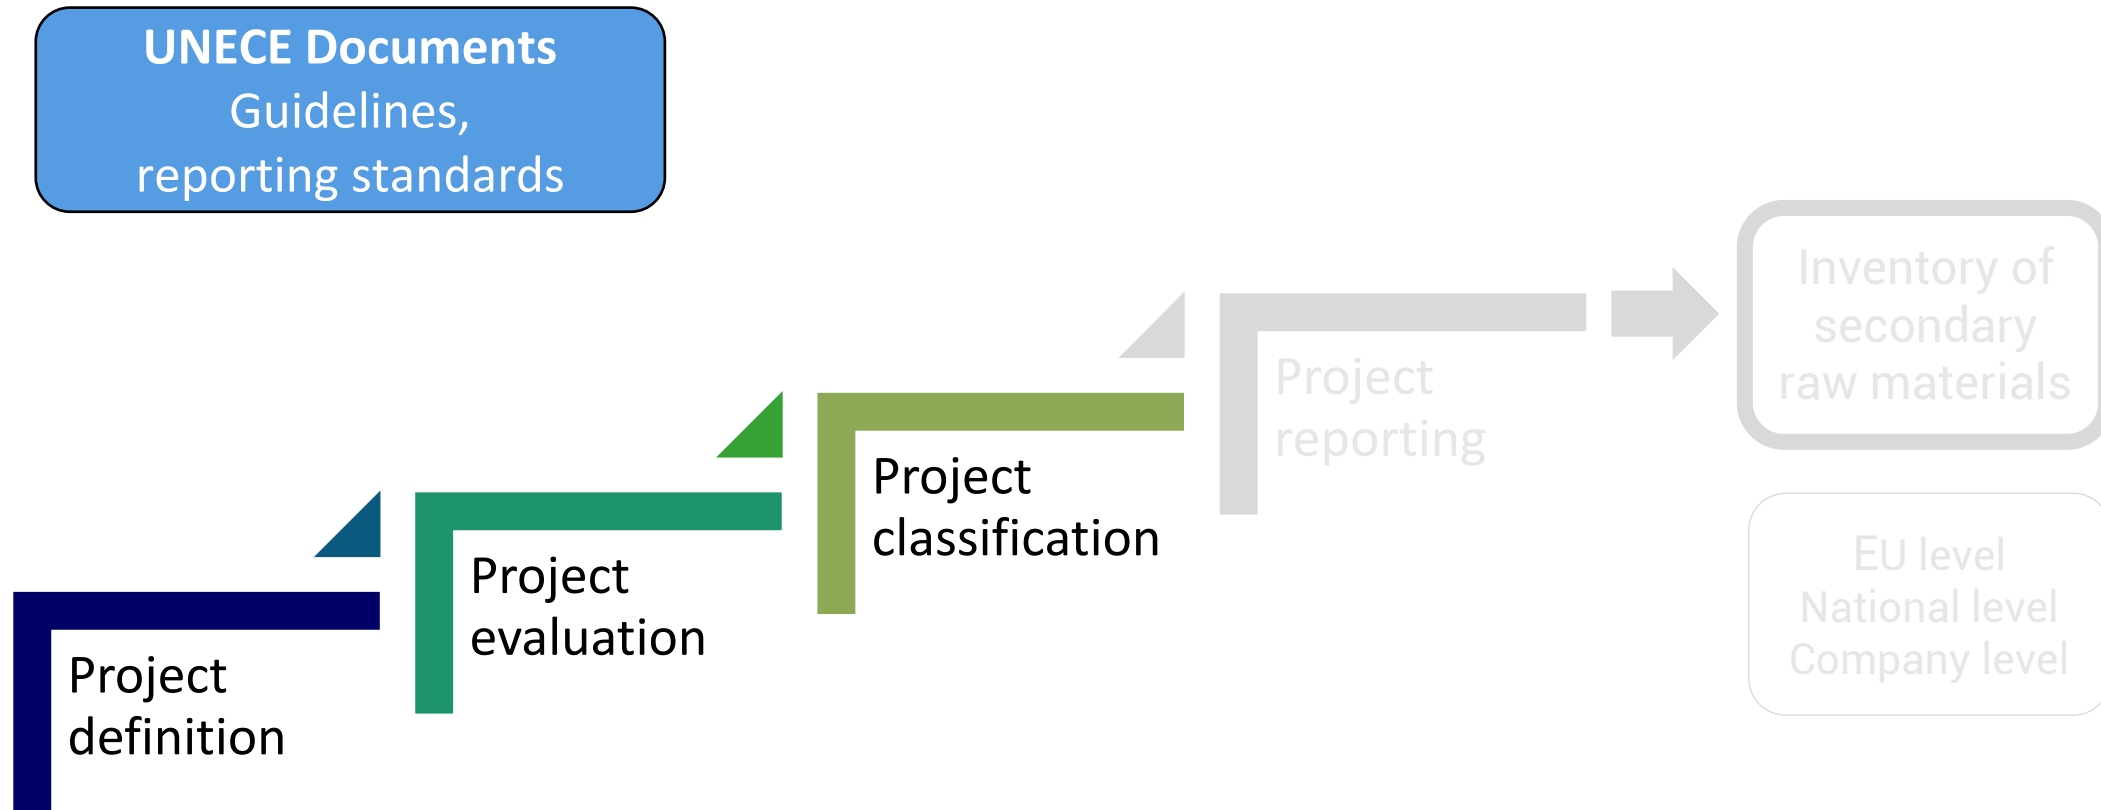 UNECE Documents
Guidelines,
reporting standards
Project
definition
Project
evaluation
Project
classification
Project
reporting
Inventory of
secondary
raw materials
EU level
National level
Company level